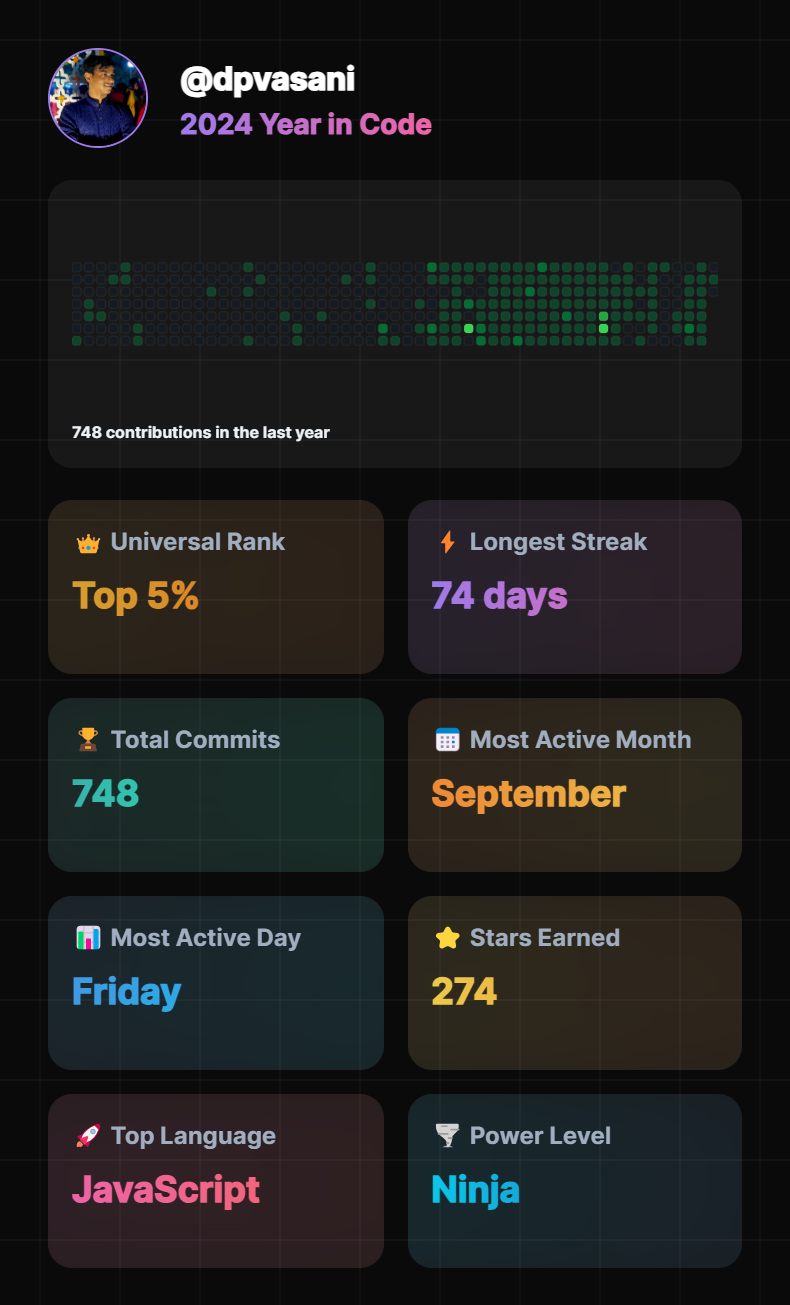 @dpvasani
2024 Year in Code
748 contributions in the last year
Universal Rank
Top 5%
Longest Streak
74 days
Total Commits
748
Most Active Month
September
Most Active Day
Friday
Stars Earned
274
Top Language
JavaScript
Power Level
Ninja